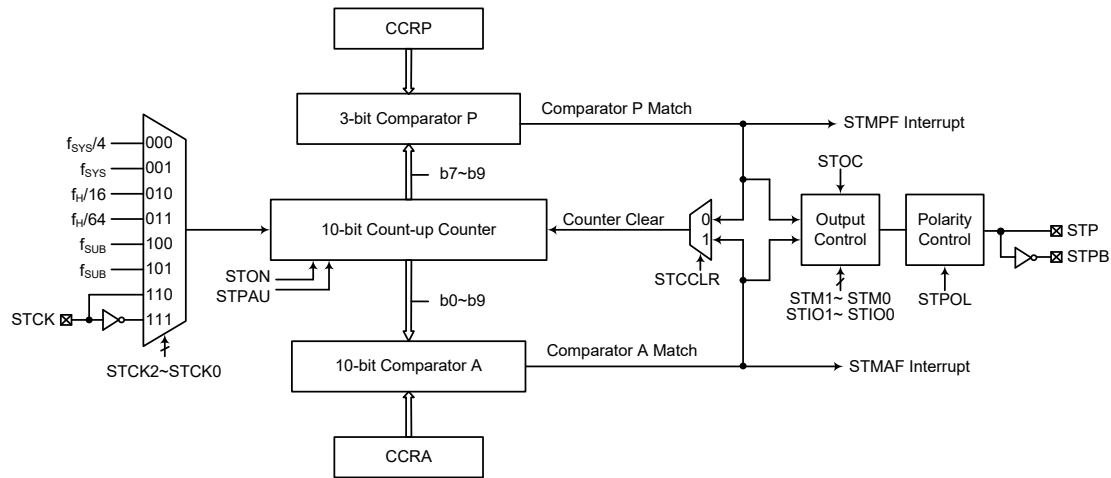 CCRP
3-bit Comparator P
Comparator P Match
STMPF Interrupt
b7~b9
fSYS/4
000
fSYS
001
fH/16
010
fH/64
011
fSUB
100
fSUB
101
110
111
STCK
STCK2~STCK0
10-bit Count-up Counter
STON
STPAU
Counter Clear
0
1
STCCLR
STOC
Output
Control
STM1~ STM0
STIO1~ STIO0
Polarity
Control
STPOL
STP
STPB
b0~b9
10-bit Comparator A
Comparator A Match
STMAF Interrupt
CCRA